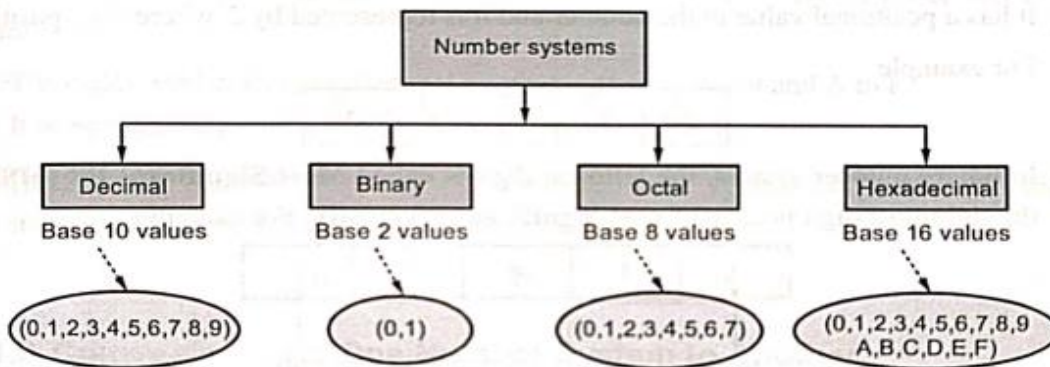 Number systems
Decimal
Binary
Octal
Hexadecimal
Base 10 values
Base 2 values
Base 8 values
Base 16 values
(0,1,2,3,4,5,6,7,8,9)
(0,1)
(0,1,2,3,4,5,6,7)
(0,1,2,3,4,5,6,7,8,9
A,B,C,D,E,F)